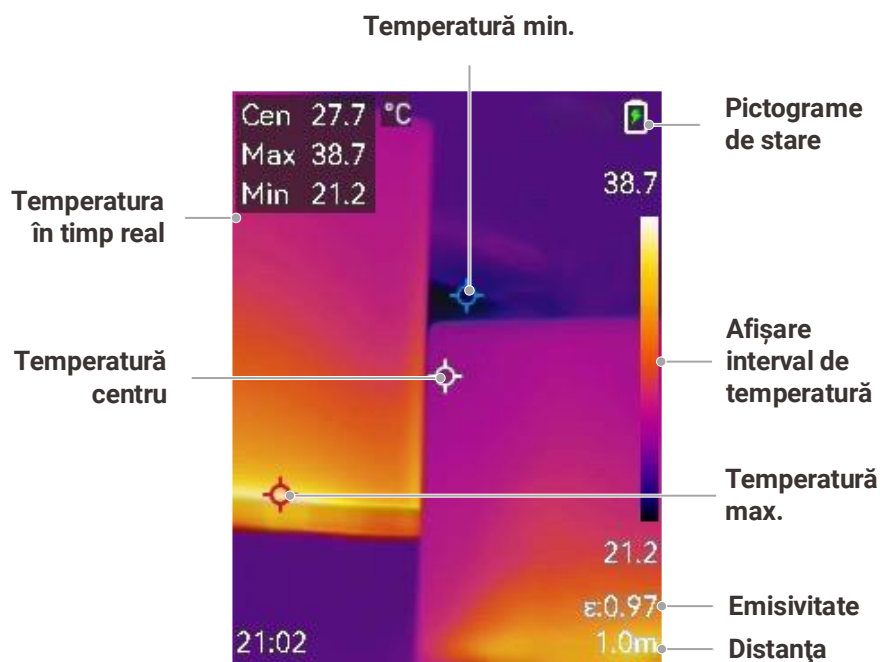 Temperatură min.
Cen 27.7 °C
Max 38.7
Min 21.2
Pictograme
de stare
38.7
Temperatura
în timp real
Temperatură
centru
Afișare
interval de
temperatură
Temperatură
max.
21.2
ε:0.97
Emisivitate
21:02
1.0m
Distanţa